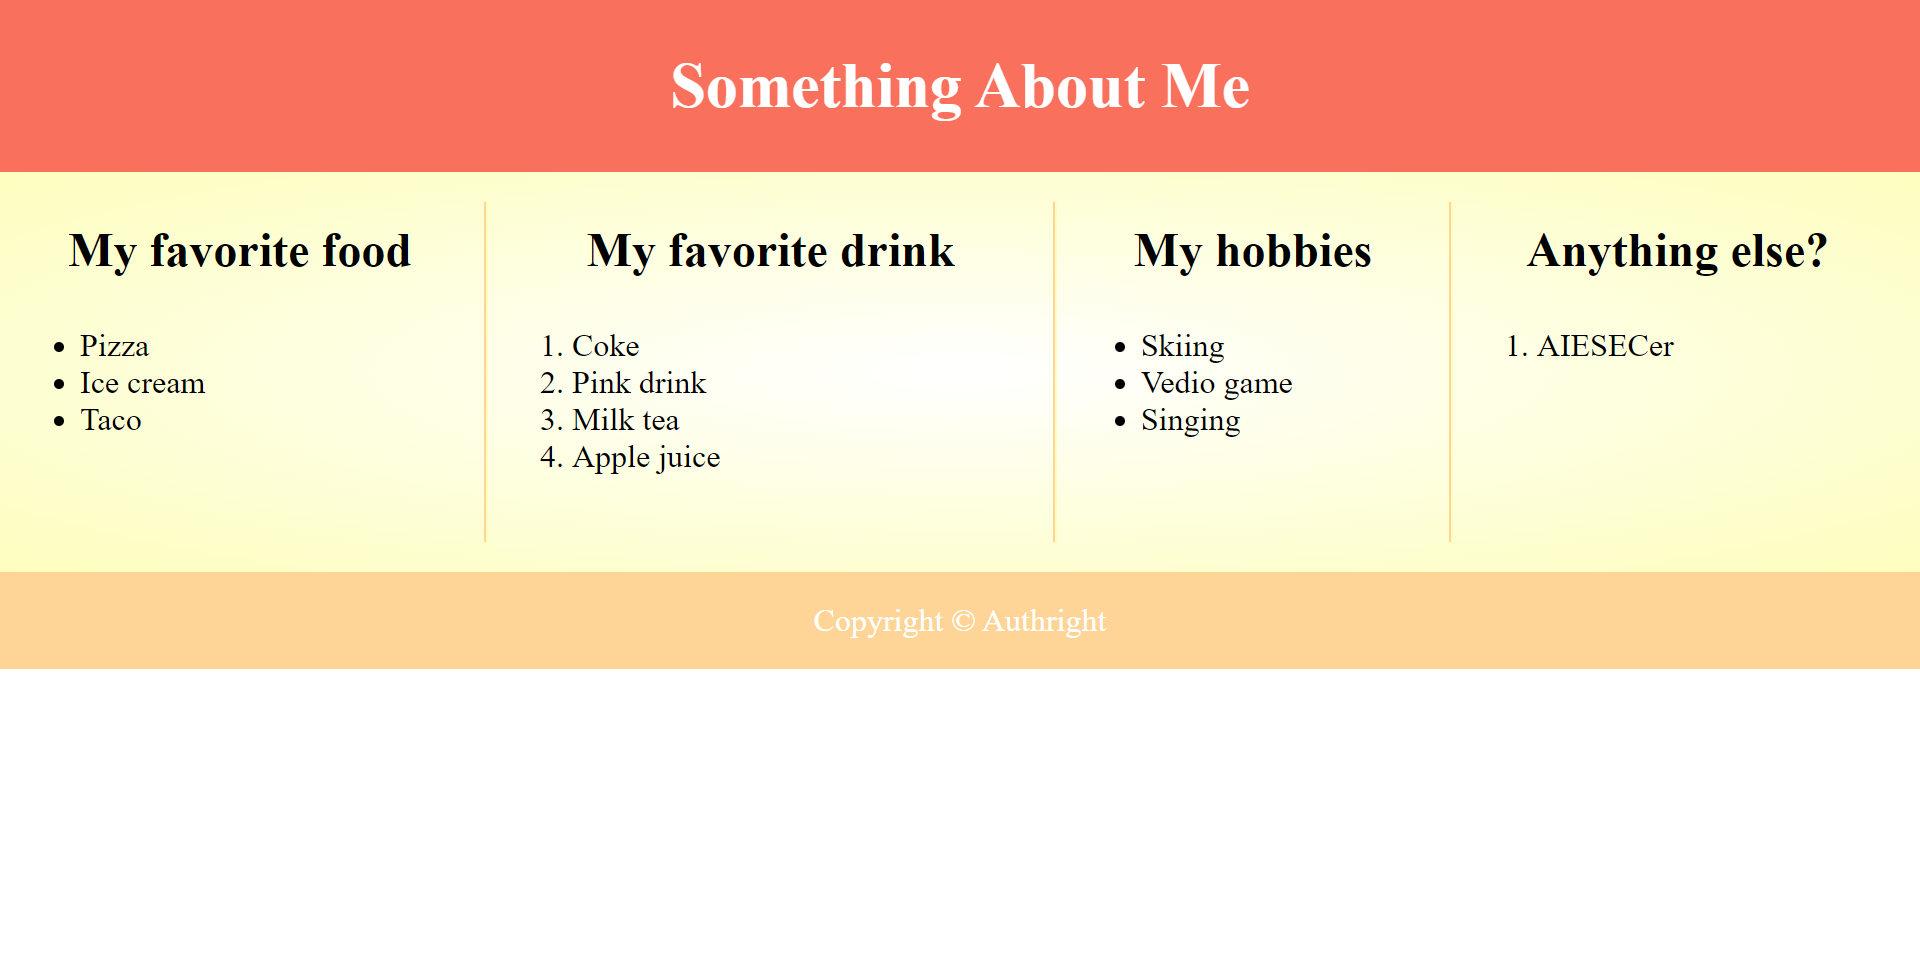 Something About Me
My favorite food
• Pizza
• Ice cream
• Taco
My favorite drink
1. Coke
2. Pink drink
3. Milk tea
4. Apple juice
My hobbies
• Skiing
• Vedio game
• Singing
Anything else?
1. AIESECer
Copyright © Authright